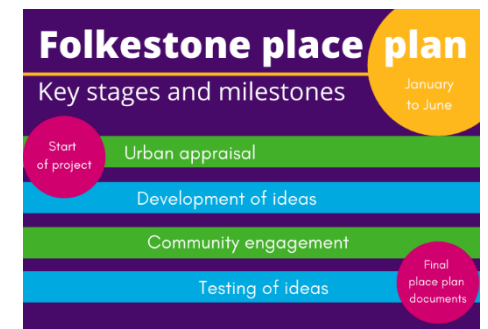 Folkestone place plan
Key stages and milestones
January
to June
Start
of project
Urban appraisal
Development of ideas
Community engagement
Testing of ideas
Final
place plan
documents